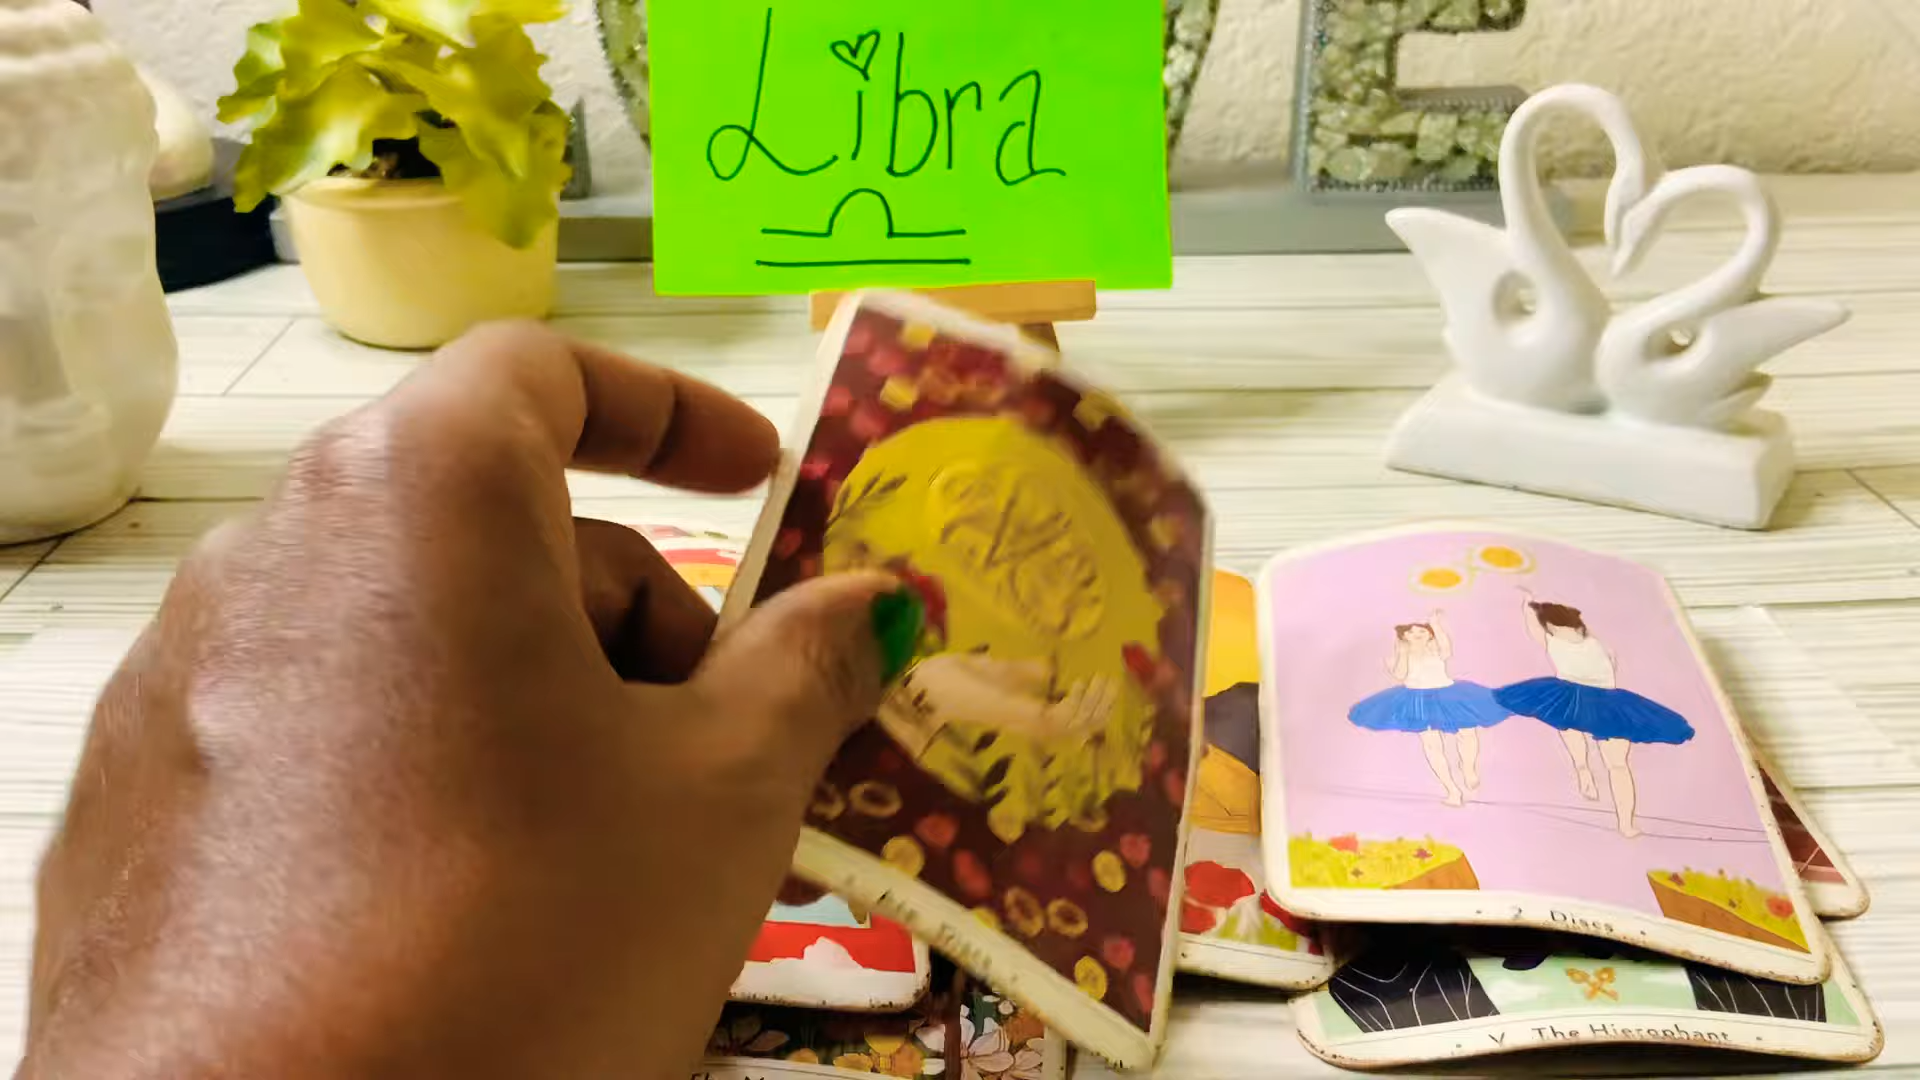 Libra
E
· 2 Discs ·
· V The Hierophant ·